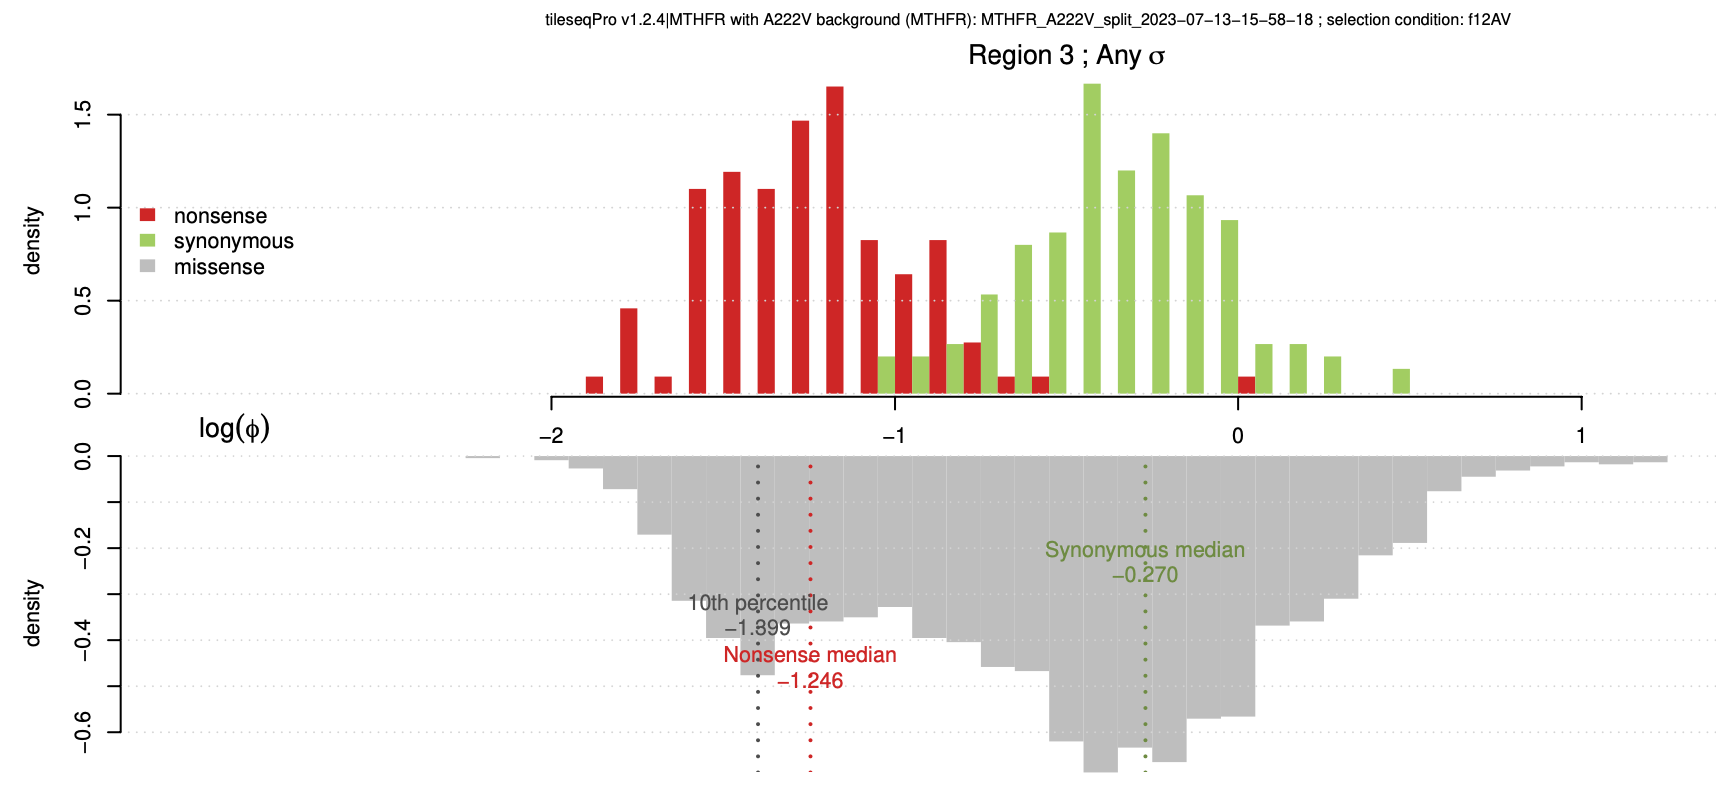 tileseqPro v1.2.4|MTHFR with A222V background (MTHFR): MTHFR_A222V_split_2023−07−13−15−58−18 ; selection condition: f12AV
Region 3 ; Any σ
density
1.5
1.0
0.5
0.0
nonsense
synonymous
missense
log(ϕ)
−2
−1
0
1
density
0.0
−0.2
−0.4
−0.6
Synonymous median
−0.270
10th percentile
−1.399
Nonsense median
−1.246